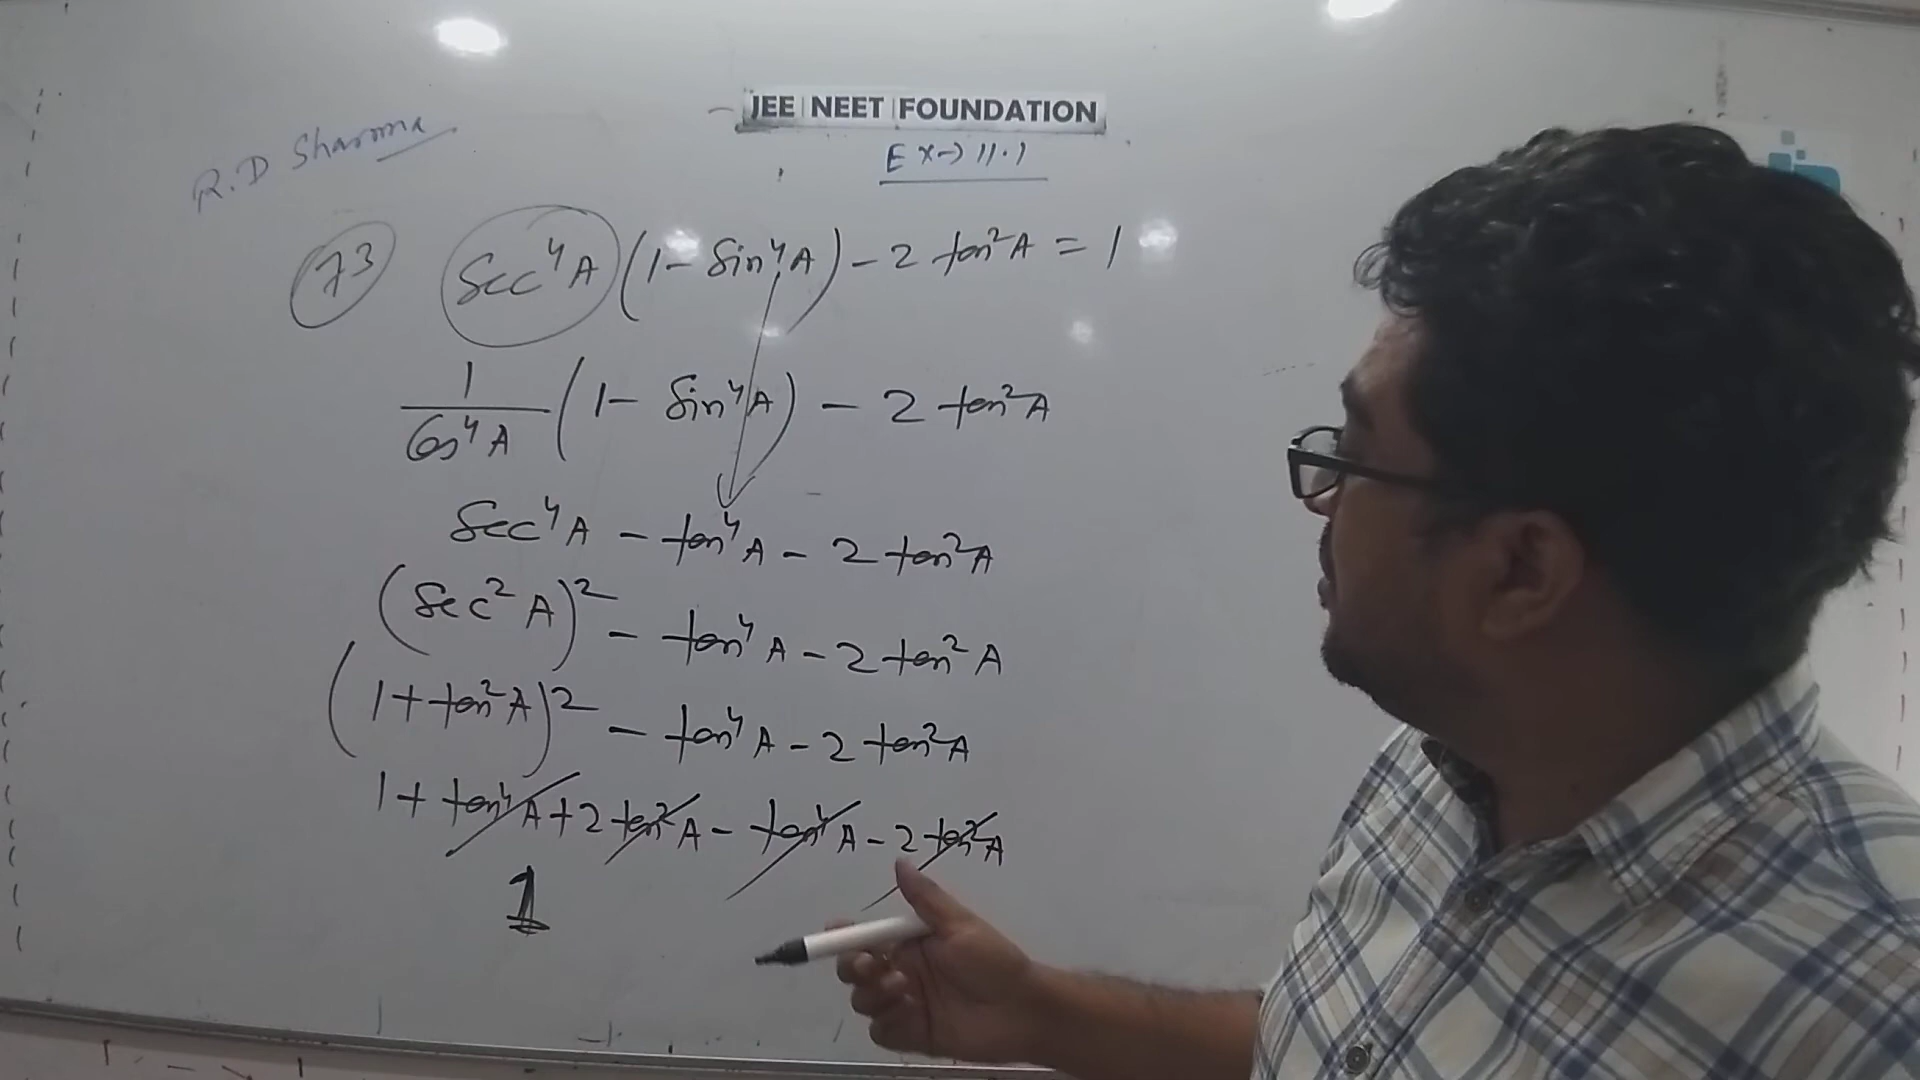 JEE | NEET | FOUNDATION
R.D Sharma
Ex→11.1
73 Sec⁴A (1 - Sin⁴A) - 2 tan²A = 1
1/Cos⁴A (1 - Sin⁴A) - 2 tan²A
Sec⁴A - tan⁴A - 2 tan²A
(Sec²A)² - tan⁴A - 2 tan²A
(1 + tan²A)² - tan⁴A - 2 tan²A
1 + tan⁴A + 2 tan²A - tan⁴A - 2 tan²A
1